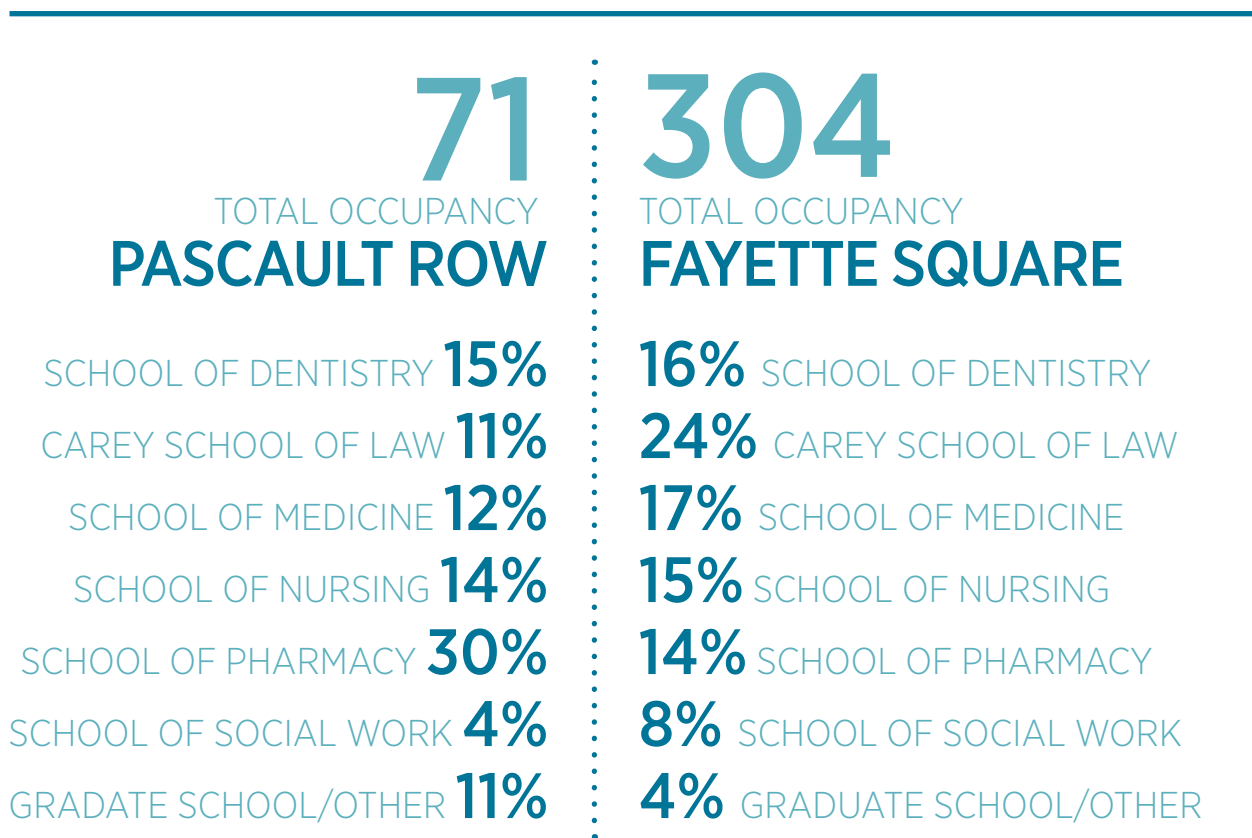 71
TOTAL OCCUPANCY
PASCAULT ROW
SCHOOL OF DENTISTRY 15%
CAREY SCHOOL OF LAW 11%
SCHOOL OF MEDICINE 12%
SCHOOL OF NURSING 14%
SCHOOL OF PHARMACY 30%
SCHOOL OF SOCIAL WORK 4%
GRADATE SCHOOL/OTHER 11%
304
TOTAL OCCUPANCY
FAYETTE SQUARE
16% SCHOOL OF DENTISTRY
24% CAREY SCHOOL OF LAW
17% SCHOOL OF MEDICINE
15% SCHOOL OF NURSING
14% SCHOOL OF PHARMACY
8% SCHOOL OF SOCIAL WORK
4% GRADUATE SCHOOL/OTHER